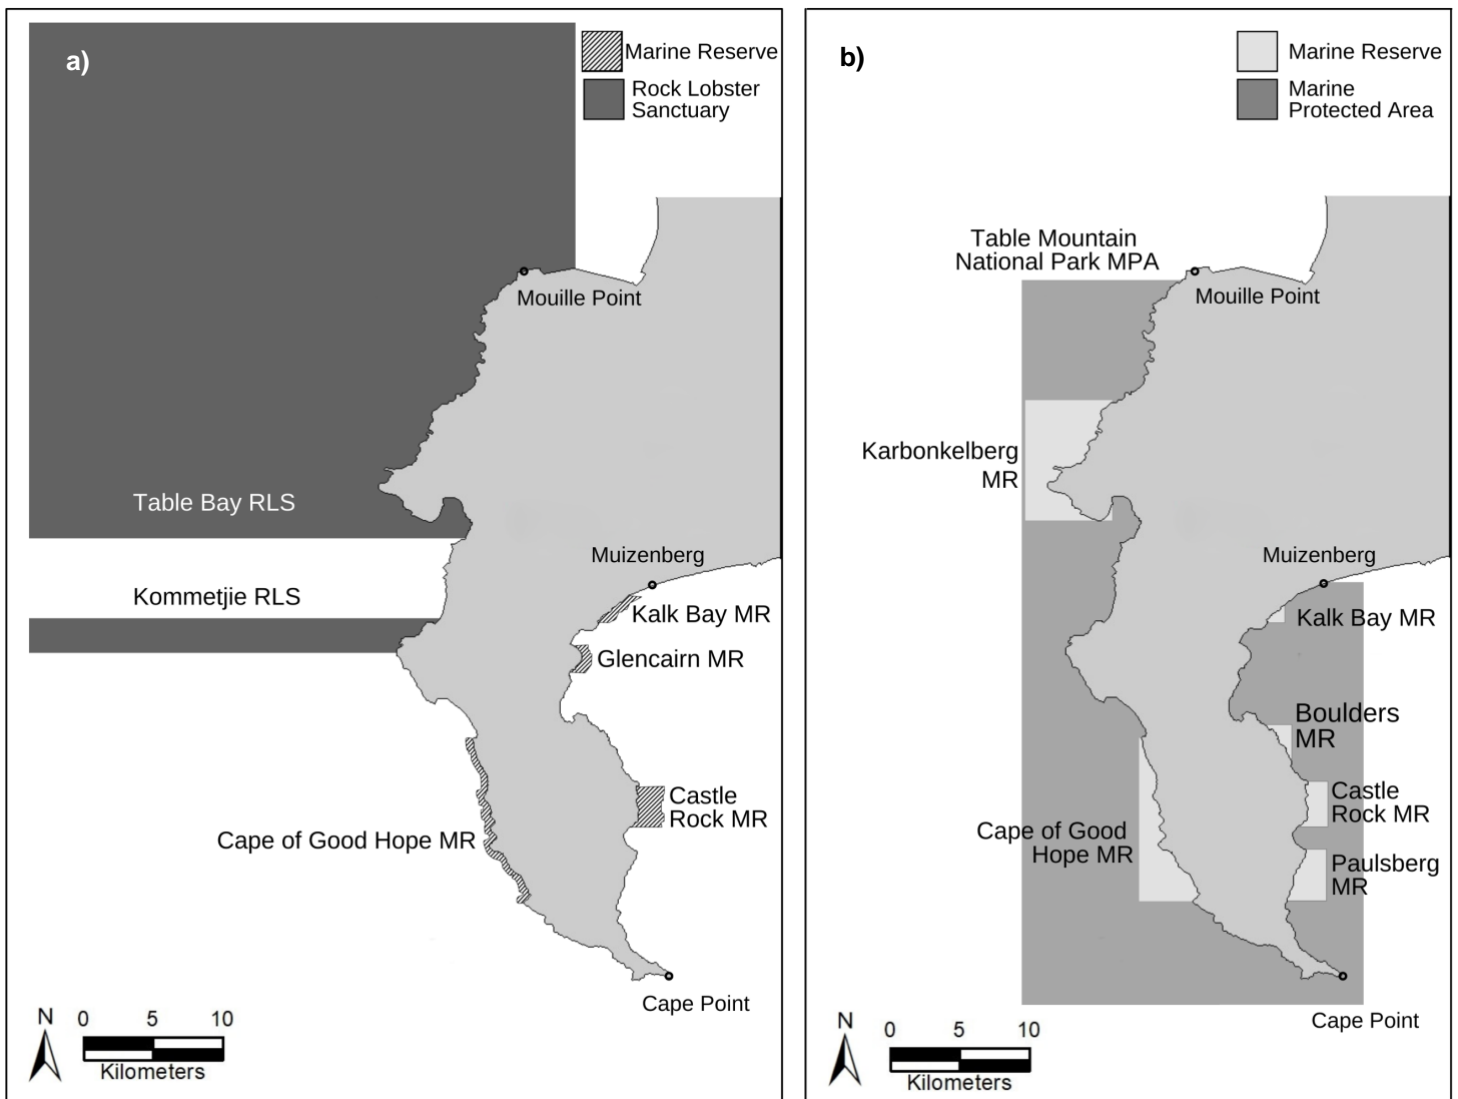 a)
Marine Reserve
Rock Lobster
Sanctuary
Mouille Point
Table Bay RLS
Muizenberg
Kommetjie RLS
Kalk Bay MR
Glencairn MR
Castle
Rock MR
Cape of Good Hope MR
Cape Point
N
0 5 10
Kilometers
b)
Marine Reserve
Marine
Protected Area
Table Mountain
National Park MPA
Mouille Point
Karbonkelberg
MR
Muizenberg
Kalk Bay MR
Boulders
MR
Castle
Rock MR
Cape of Good
Hope MR
Paulsberg
MR
Cape Point
N
0 5 10
Kilometers